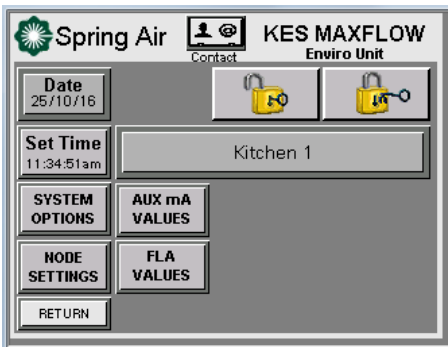 Spring Air
Contact
KES MAXFLOW
Enviro Unit
Date
25/10/16
Set Time
11:34:51am
Kitchen 1
SYSTEM
OPTIONS
AUX mA
VALUES
NODE
SETTINGS
FLA
VALUES
RETURN